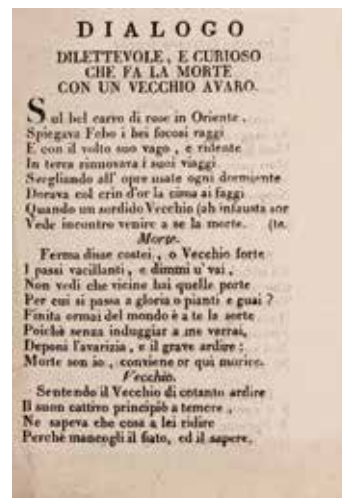 DIALOGO
DILETTEVOLE, E CURIOSO
CHE FA LA MORTE
CON UN VECCHIO AVARO.
Sul bel carro di rose in Oriente.
Spiegava Febo i bei focosi raggi
E con il volto suo vago, e ridente
In terra rinnovava i suoi viaggi
Svegliando all' opre usate ogni dormiente
Dorava col crin d'or la cima ai faggi
Quando un sordido Vecchio (ah infausta sor
Vede incontro venire a se la morte. (te.
Morte.
Ferma disse costei, o Vecchio forte
I passi vacillanti, e dimmi u' vai,
Non vedi che vicine hai quelle porte
Per cui si passa a gloria o pianti e guai?
Finita ormai del mondo è a te la sorte
Poichè senza induggiar a me verrai,
Deponi l'avarizia, e il grave ardire:
Morte son io, conviene or qui morire.
Vecchio.
Sentendo il Vecchio di cotanto ardire
Il suon cattivo principiò a temere,
Ne sapeva che cosa a lei ridire
Perchè mancogli il fiato, ed il sapere.